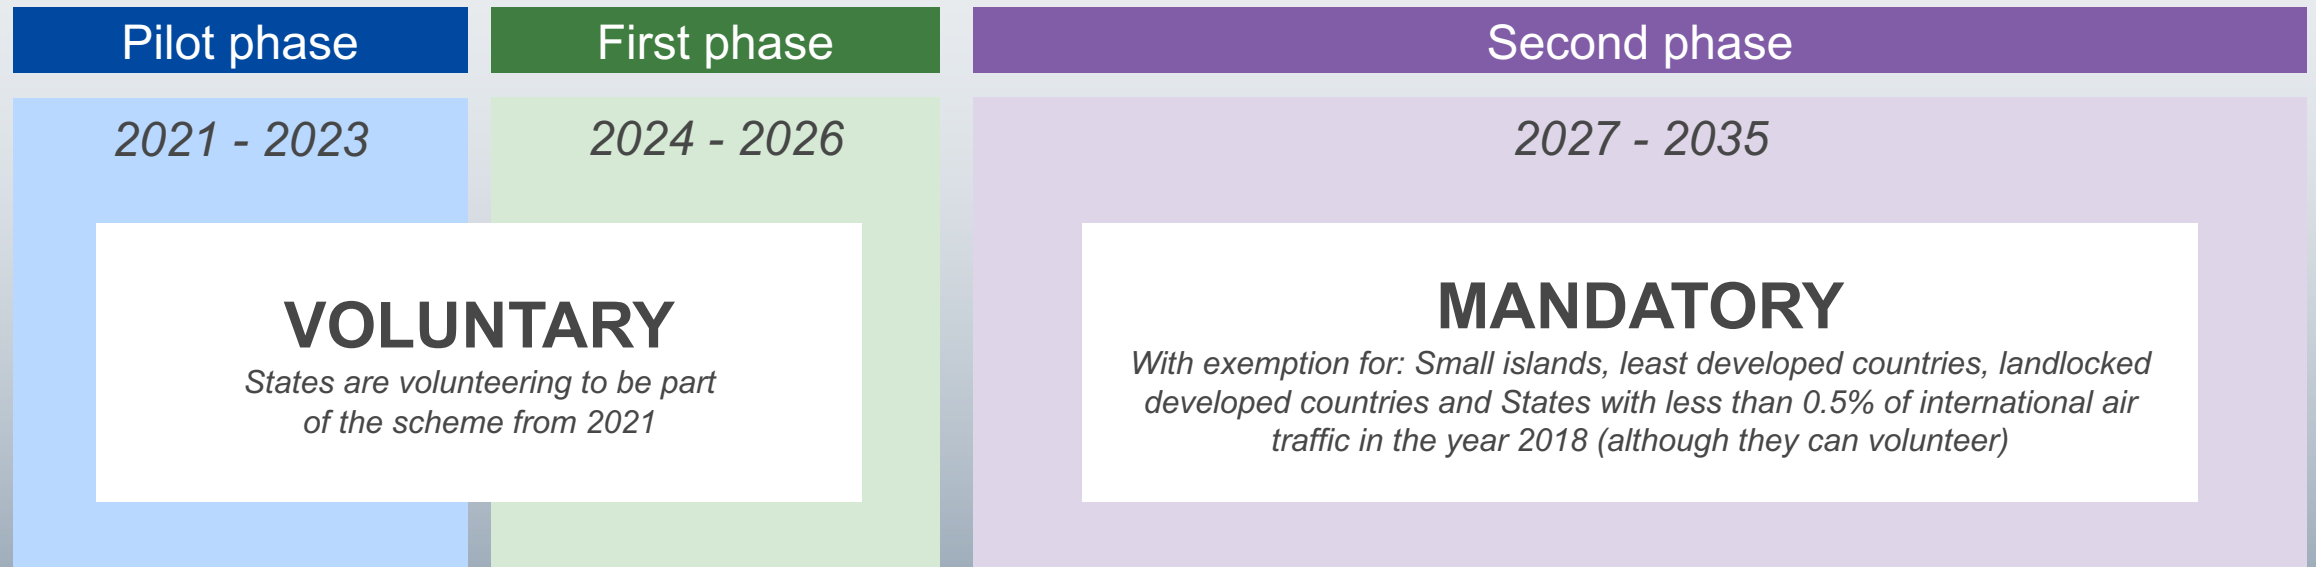 Pilot phase
First phase
Second phase
2021 - 2023
2024 - 2026
2027 - 2035
VOLUNTARY
States are volunteering to be part
of the scheme from 2021
MANDATORY
With exemption for: Small islands, least developed countries, landlocked
developed countries and States with less than 0.5% of international air
traffic in the year 2018 (although they can volunteer)